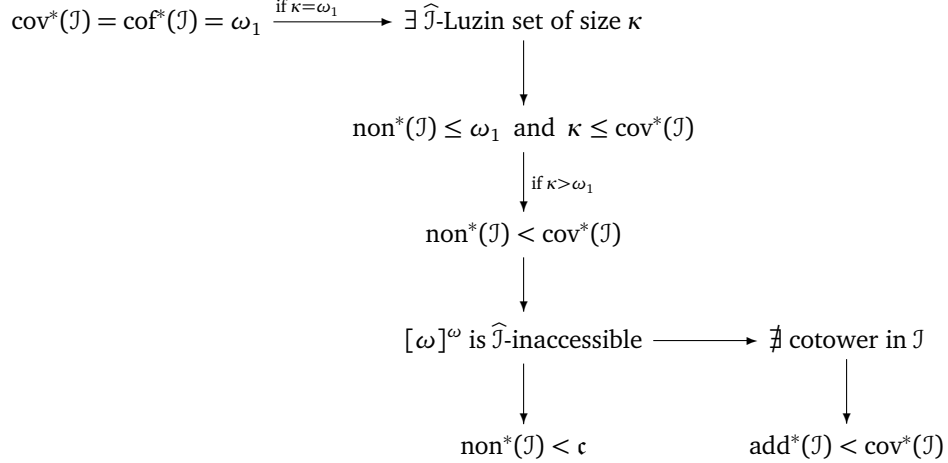 cov*(ℐ) = cof*(ℐ) = ω₁ if κ=ω₁ ∃ ℐ̂-Luzin set of size κ
non*(ℐ) ≤ ω₁ and κ ≤ cov*(ℐ)
if κ>ω₁
non*(ℐ) < cov*(ℐ)
[ω]^ω is ℐ̂-inaccessible ∄ cotower in ℐ
non*(ℐ) < 𝔠 add*(ℐ) < cov*(ℐ)